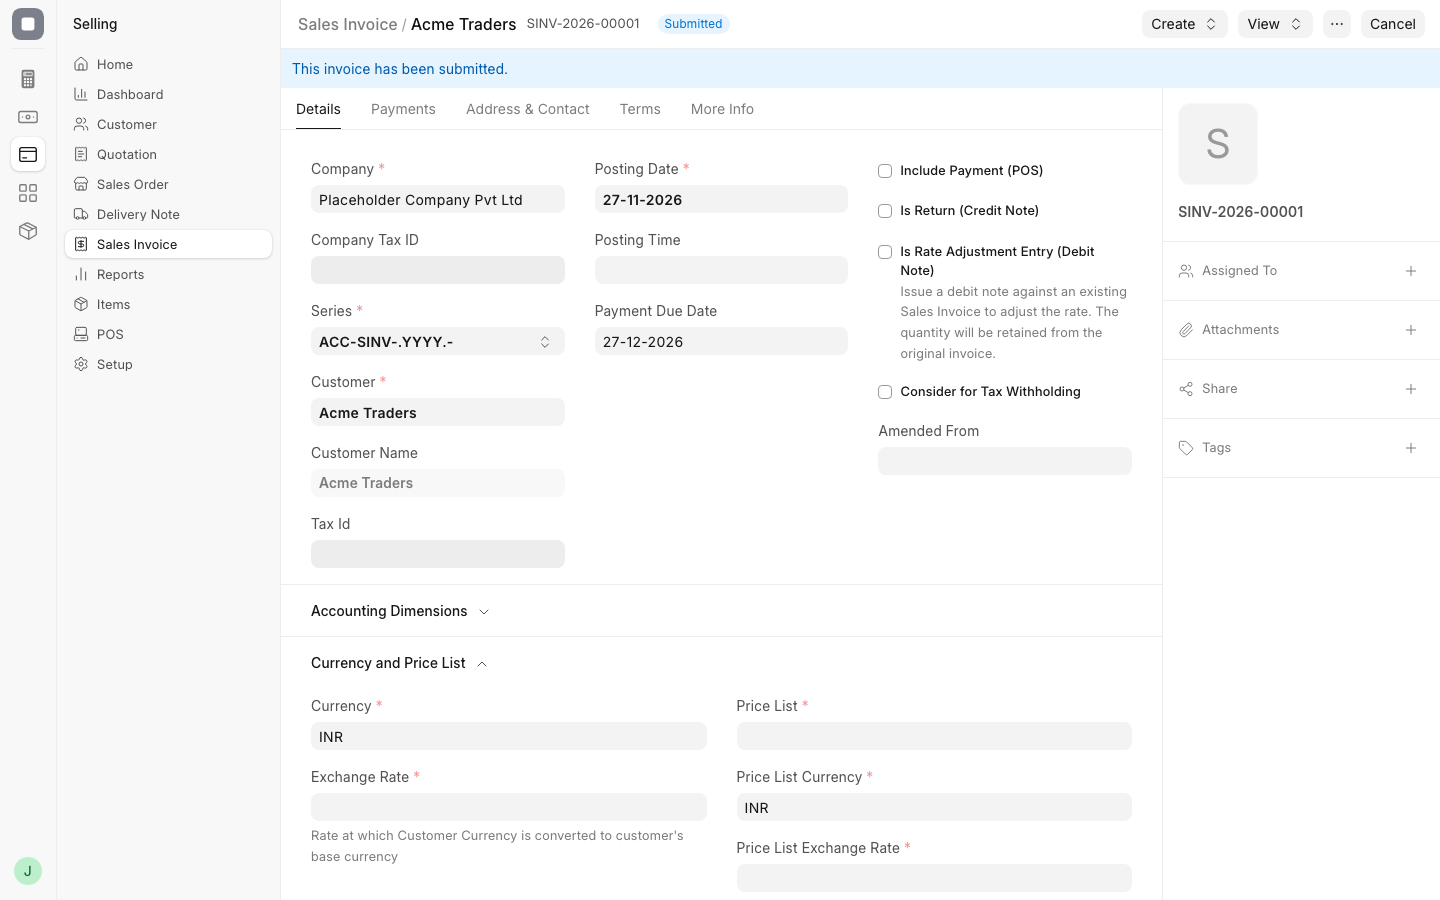 Selling
Home
Dashboard
Customer
Quotation
Sales Order
Delivery Note
Sales Invoice
Reports
Items
POS
Setup
J
Sales Invoice / Acme Traders SINV-2026-00001 Submitted
Create View ··· Cancel
This invoice has been submitted.
Details Payments Address & Contact Terms More Info
Company *
Placeholder Company Pvt Ltd
Company Tax ID
Series *
ACC-SINV-.YYYY.-
Customer *
Acme Traders
Customer Name
Acme Traders
Tax Id
Posting Date *
27-11-2026
Posting Time
Payment Due Date
27-12-2026
Include Payment (POS)
Is Return (Credit Note)
Is Rate Adjustment Entry (Debit
Note)
Issue a debit note against an existing
Sales Invoice to adjust the rate. The
quantity will be retained from the
original invoice.
Consider for Tax Withholding
Amended From
Accounting Dimensions
Currency and Price List
Currency *
INR
Exchange Rate *
Rate at which Customer Currency is converted to customer's
base currency
Price List *
Price List Currency *
INR
Price List Exchange Rate *
S
SINV-2026-00001
Assigned To
Attachments
Share
Tags